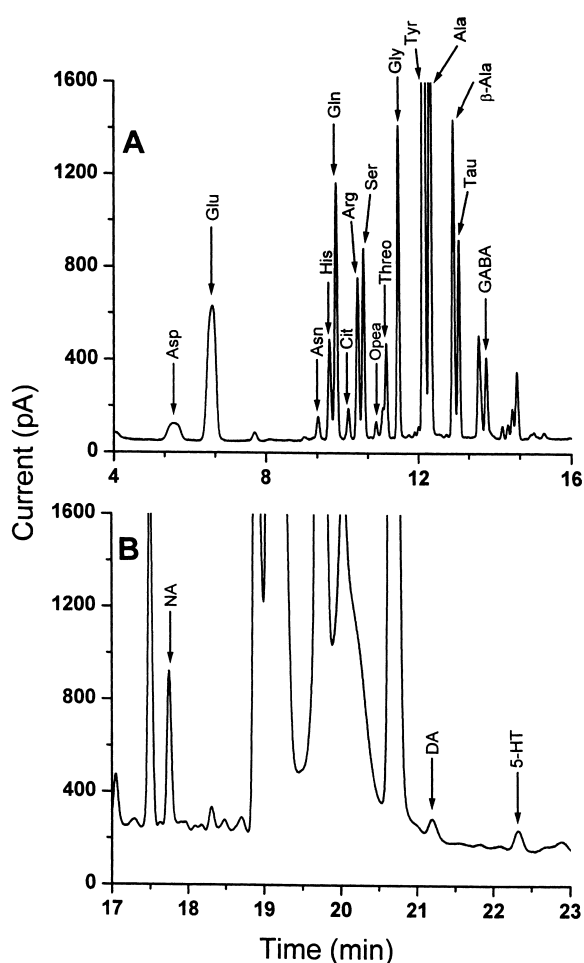 Tyr
Ala
Gly
β-Ala
Gln
Ser
Tau
Arg
Glu
His
Threo
GABA
Asp
Asn
Cit
Opea
A
1600
1200
800
400
0
4
8
12
16
Current (pA)
B
1600
1200
800
400
0
NA
DA
5-HT
17
18
19
20
21
22
23
Time (min)